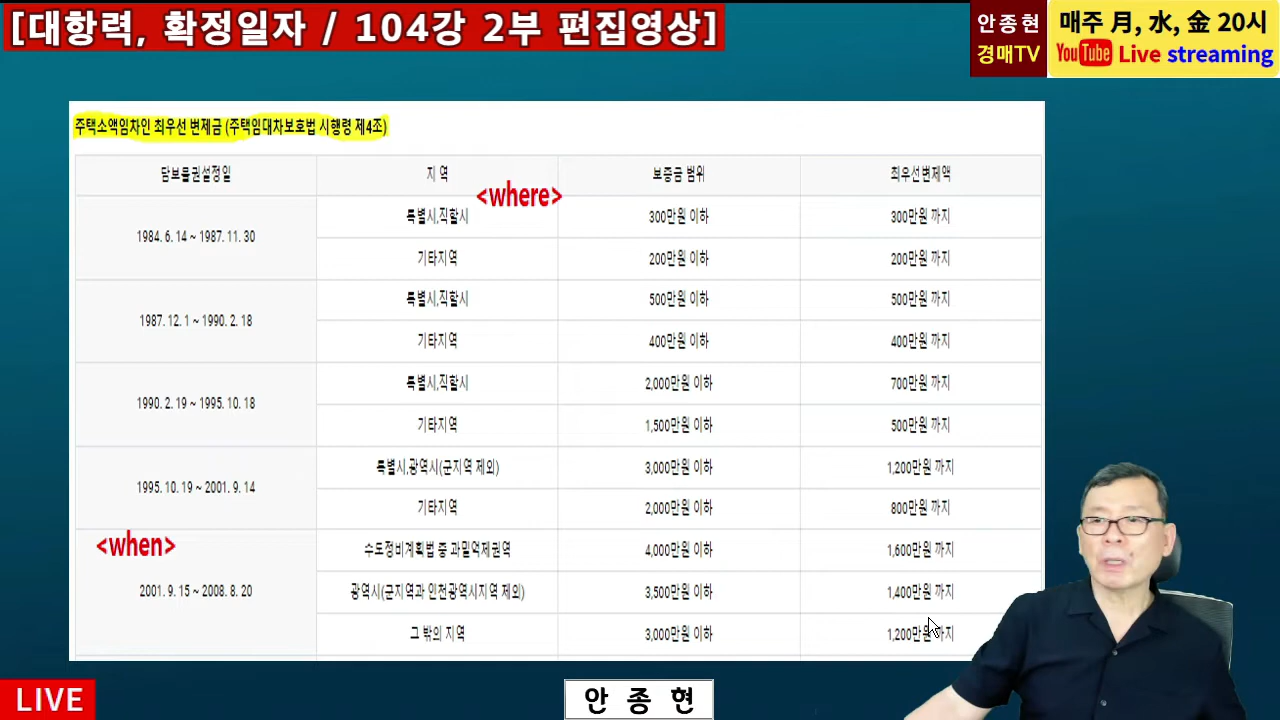 [대항력, 확정일자 / 104강 2부 편집영상]
안종현
경매TV
매주 月, 水, 金 20시
YouTube Live streaming
주택소액임차인 최우선 변제금 (주택임대차보호법 시행령 제4조)
담보물권설정일 지 역 보증금 범위 최우선변제액
<where>
1984. 6. 14 ~ 1987. 11. 30 특별시,직할시 300만원 이하 300만원 까지
기타지역 200만원 이하 200만원 까지
1987. 12. 1 ~ 1990. 2. 18 특별시,직할시 500만원 이하 500만원 까지
기타지역 400만원 이하 400만원 까지
1990. 2. 19 ~ 1995. 10. 18 특별시,직할시 2,000만원 이하 700만원 까지
기타지역 1,500만원 이하 500만원 까지
1995. 10. 19 ~ 2001. 9. 14 특별시,광역시(군지역 제외) 3,000만원 이하 1,200만원 까지
기타지역 2,000만원 이하 800만원 까지
<when>
2001. 9. 15 ~ 2008. 8. 20 수도정비계획법 중 과밀억제권역 4,000만원 이하 1,600만원 까지
광역시(군지역과 인천광역시지역 제외) 3,500만원 이하 1,400만원 까지
그 밖의 지역 3,000만원 이하 1,200만원 까지
LIVE
안 종 현